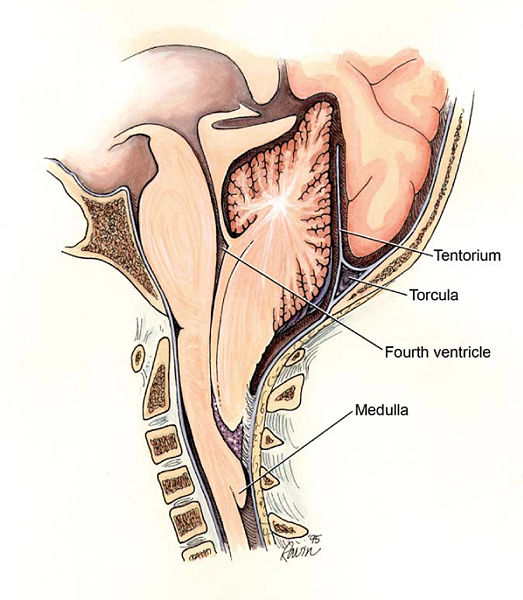 Tentorium
Torcula
Fourth ventricle
Medulla
Ravin '95